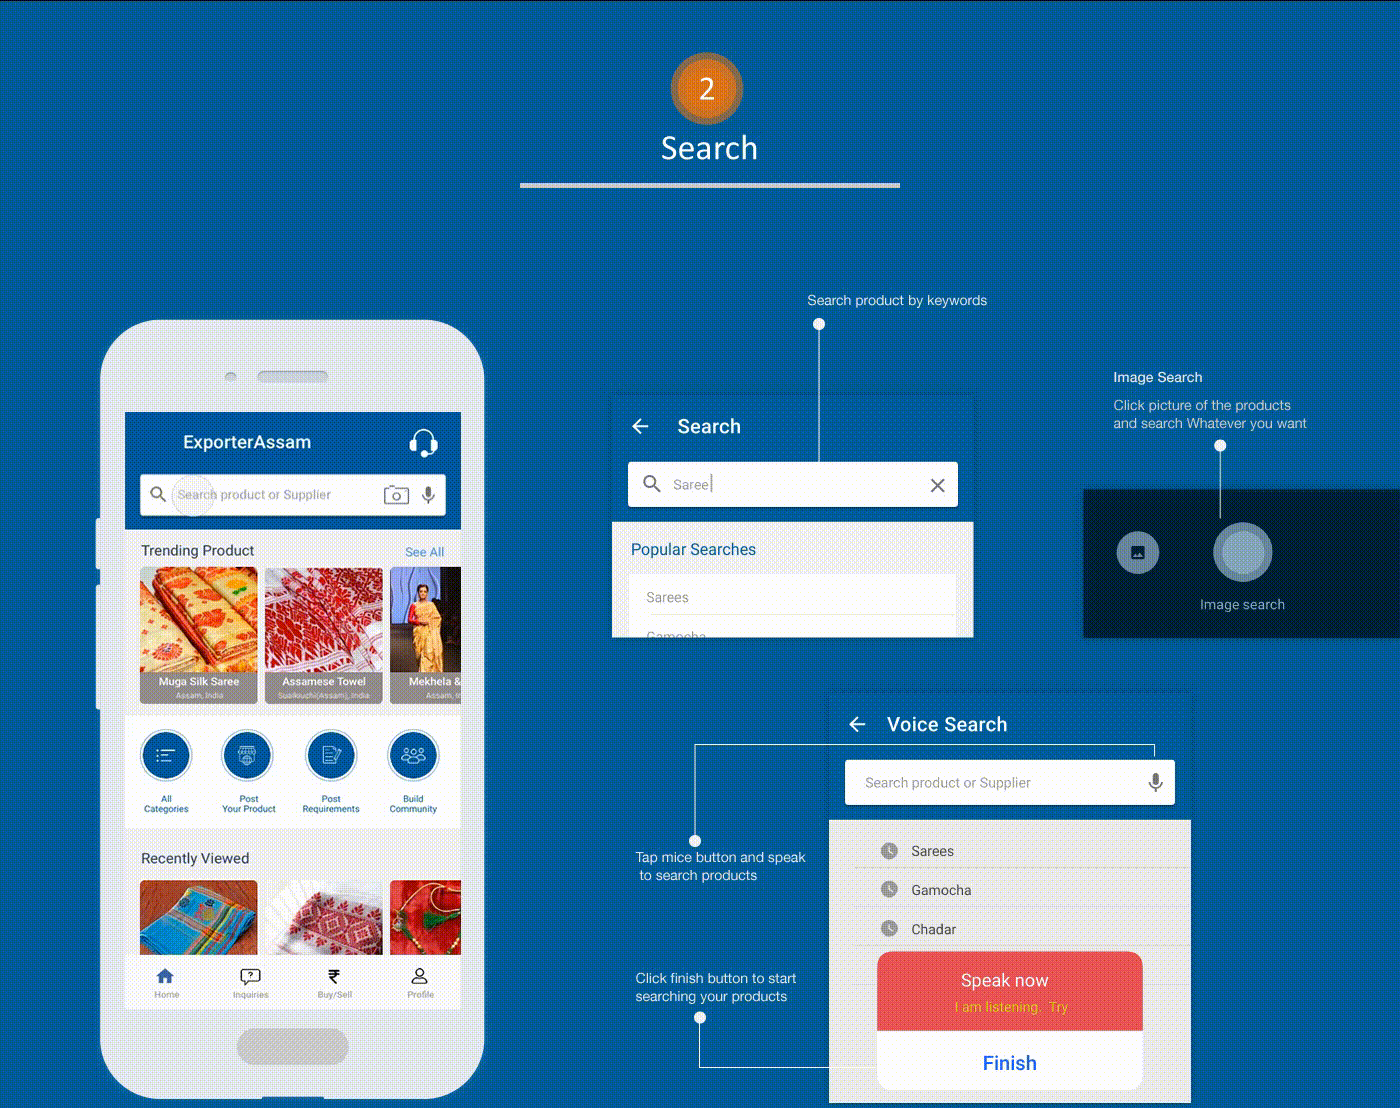 2
Search
Search product by keywords
Image Search
Click picture of the products
and search Whatever you want
ExporterAssam
Search product or Supplier
Trending Product
See All
Muga Silk Saree
Assam, India
Assamese Towel
Sualkuchi(Assam), India
Mekhela &
Assam, In
All
Categories
Post
Your Product
Post
Requirements
Build
Community
Recently Viewed
Home
Inquiries
Buy/Sell
Profile
Search
Saree
Popular Searches
Sarees
Gamocha
Image search
Voice Search
Search product or Supplier
Tap mice button and speak
to search products
Sarees
Gamocha
Chadar
Click finish button to start
searching your products
Speak now
I am listening. Try
Finish